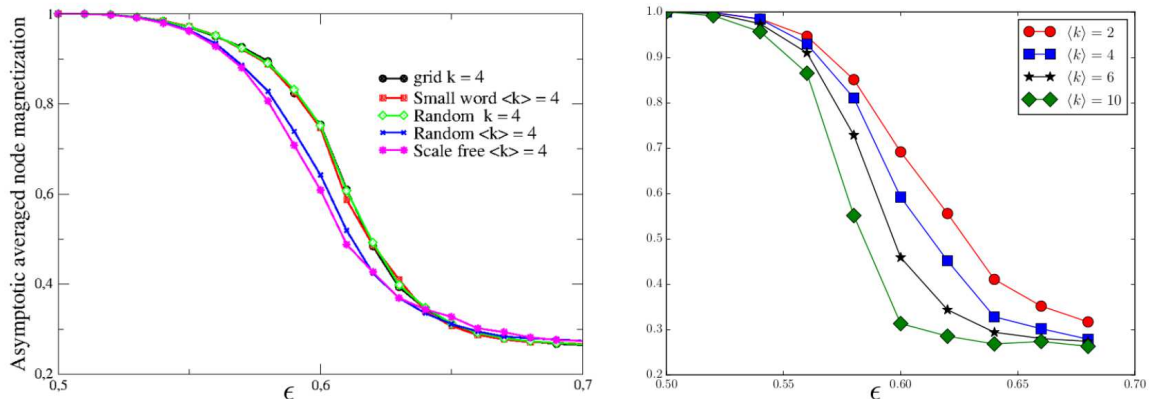 Asymptotic averaged node magnetization
1
0,8
0,6
0,4
0,2
0,5
0,6
0,7
ϵ
grid k = 4
Small word <k> = 4
Random k = 4
Random <k> = 4
Scale free <k> = 4
1.0
0.9
0.8
0.7
0.6
0.5
0.4
0.3
0.2
0.50
0.55
0.60
0.65
0.70
ϵ
⟨k⟩ = 2
⟨k⟩ = 4
⟨k⟩ = 6
⟨k⟩ = 10